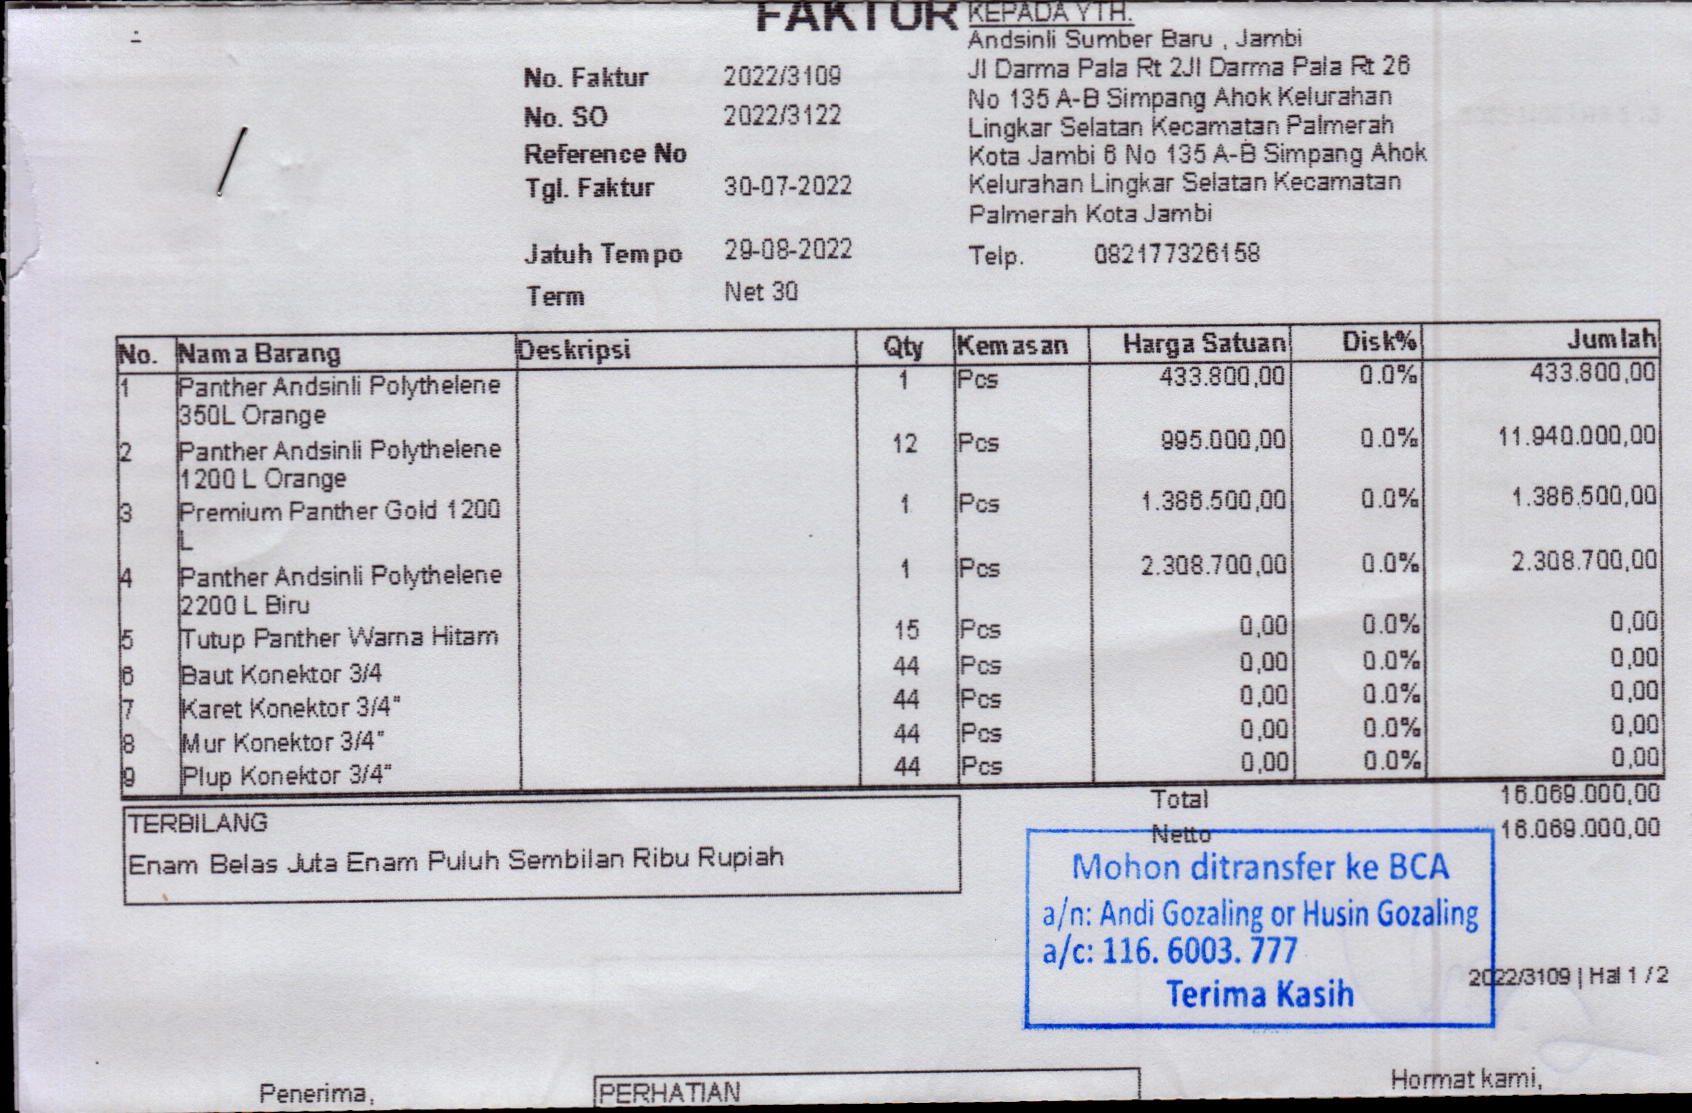 FAKTUR
KEPADA YTH.
Andsinli Sumber Baru , Jambi
Jl Darma Pala Rt 2Jl Darma Pala Rt 26
No 135 A-B Simpang Ahok Kelurahan
Lingkar Selatan Kecamatan Palmerah
Kota Jambi 6 No 135 A-B Simpang Ahok
Kelurahan Lingkar Selatan Kecamatan
Palmerah Kota Jambi
Telp. 082177326158
No. Faktur 2022/3109
No. SO 2022/3122
Reference No
Tgl. Faktur 30-07-2022
Jatuh Tempo 29-08-2022
Term Net 30
No. Nama Barang Deskripsi Qty Kemasan Harga Satuan Disk% Jumlah
1 Panther Andsinli Polythelene 1 Pcs 433.800,00 0.0% 433.800,00
350L Orange
2 Panther Andsinli Polythelene 12 Pcs 995.000,00 0.0% 11.940.000,00
1200 L Orange
3 Premium Panther Gold 1200 1 Pcs 1.386.500,00 0.0% 1.386.500,00
L
4 Panther Andsinli Polythelene 1 Pcs 2.308.700,00 0.0% 2.308.700,00
2200 L Biru
5 Tutup Panther Warna Hitam 15 Pcs 0,00 0.0% 0,00
6 Baut Konektor 3/4 44 Pcs 0,00 0.0% 0,00
7 Karet Konektor 3/4" 44 Pcs 0,00 0.0% 0,00
8 Mur Konektor 3/4" 44 Pcs 0,00 0.0% 0,00
9 Plup Konektor 3/4" 44 Pcs 0,00 0.0% 0,00
Total 16.069.000,00
Netto 16.069.000,00
TERBILANG
Enam Belas Juta Enam Puluh Sembilan Ribu Rupiah
Mohon ditransfer ke BCA
a/n: Andi Gozaling or Husin Gozaling
a/c: 116. 6003. 777
Terima Kasih
2022/3109 | Hal 1 / 2
Penerima,
PERHATIAN
Hormat kami,